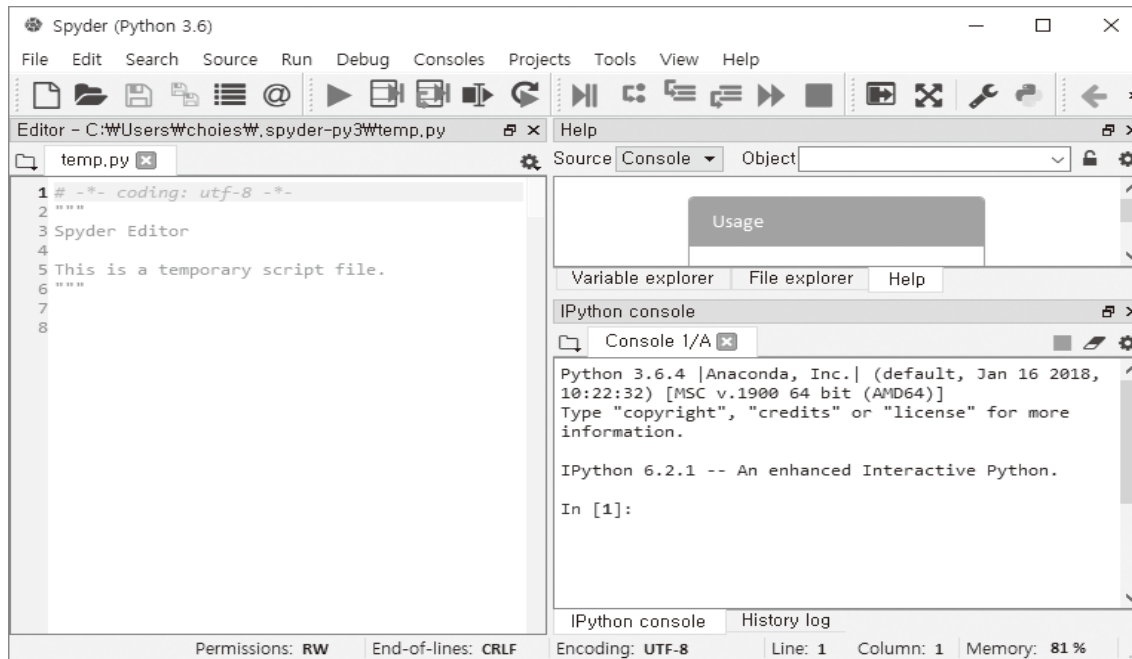 Spyder (Python 3.6)
File Edit Search Source Run Debug Consoles Projects Tools View Help
Editor - C:₩Users₩choies₩.spyder-py3₩temp.py
temp.py
1 # -*- coding: utf-8 -*-
2 """
3 Spyder Editor
4
5 This is a temporary script file.
6 """
7
8
Help
Source Console Object
Usage
Variable explorer File explorer Help
IPython console
Console 1/A
Python 3.6.4 |Anaconda, Inc.| (default, Jan 16 2018,
10:22:32) [MSC v.1900 64 bit (AMD64)]
Type "copyright", "credits" or "license" for more
information.
IPython 6.2.1 -- An enhanced Interactive Python.
In [1]:
IPython console History log
Permissions: RW End-of-lines: CRLF Encoding: UTF-8 Line: 1 Column: 1 Memory: 81 %